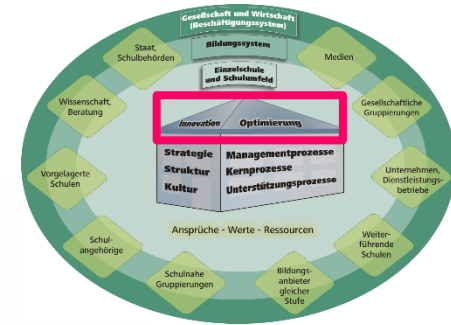 Gesellschaft und Wirtschaft
(Beschäftigungssystem)
Bildungssystem
Einzelschule
und Schulumfeld
Staat,
Schulbehörden
Medien
Wissenschaft,
Beratung
Gesellschaftliche
Gruppierungen
Innovation
Optimierung
Strategie
Struktur
Kultur
Managementprozesse
Kernprozesse
Unterstützungsprozesse
Vorgelagerte
Schulen
Unternehmen,
Dienstleistungs-
betriebe
Ansprüche - Werte - Ressourcen
Schul-
angehörige
Weiter-
führende
Schulen
Schulnahe
Gruppierungen
Bildungs-
anbieter
gleicher
Stufe